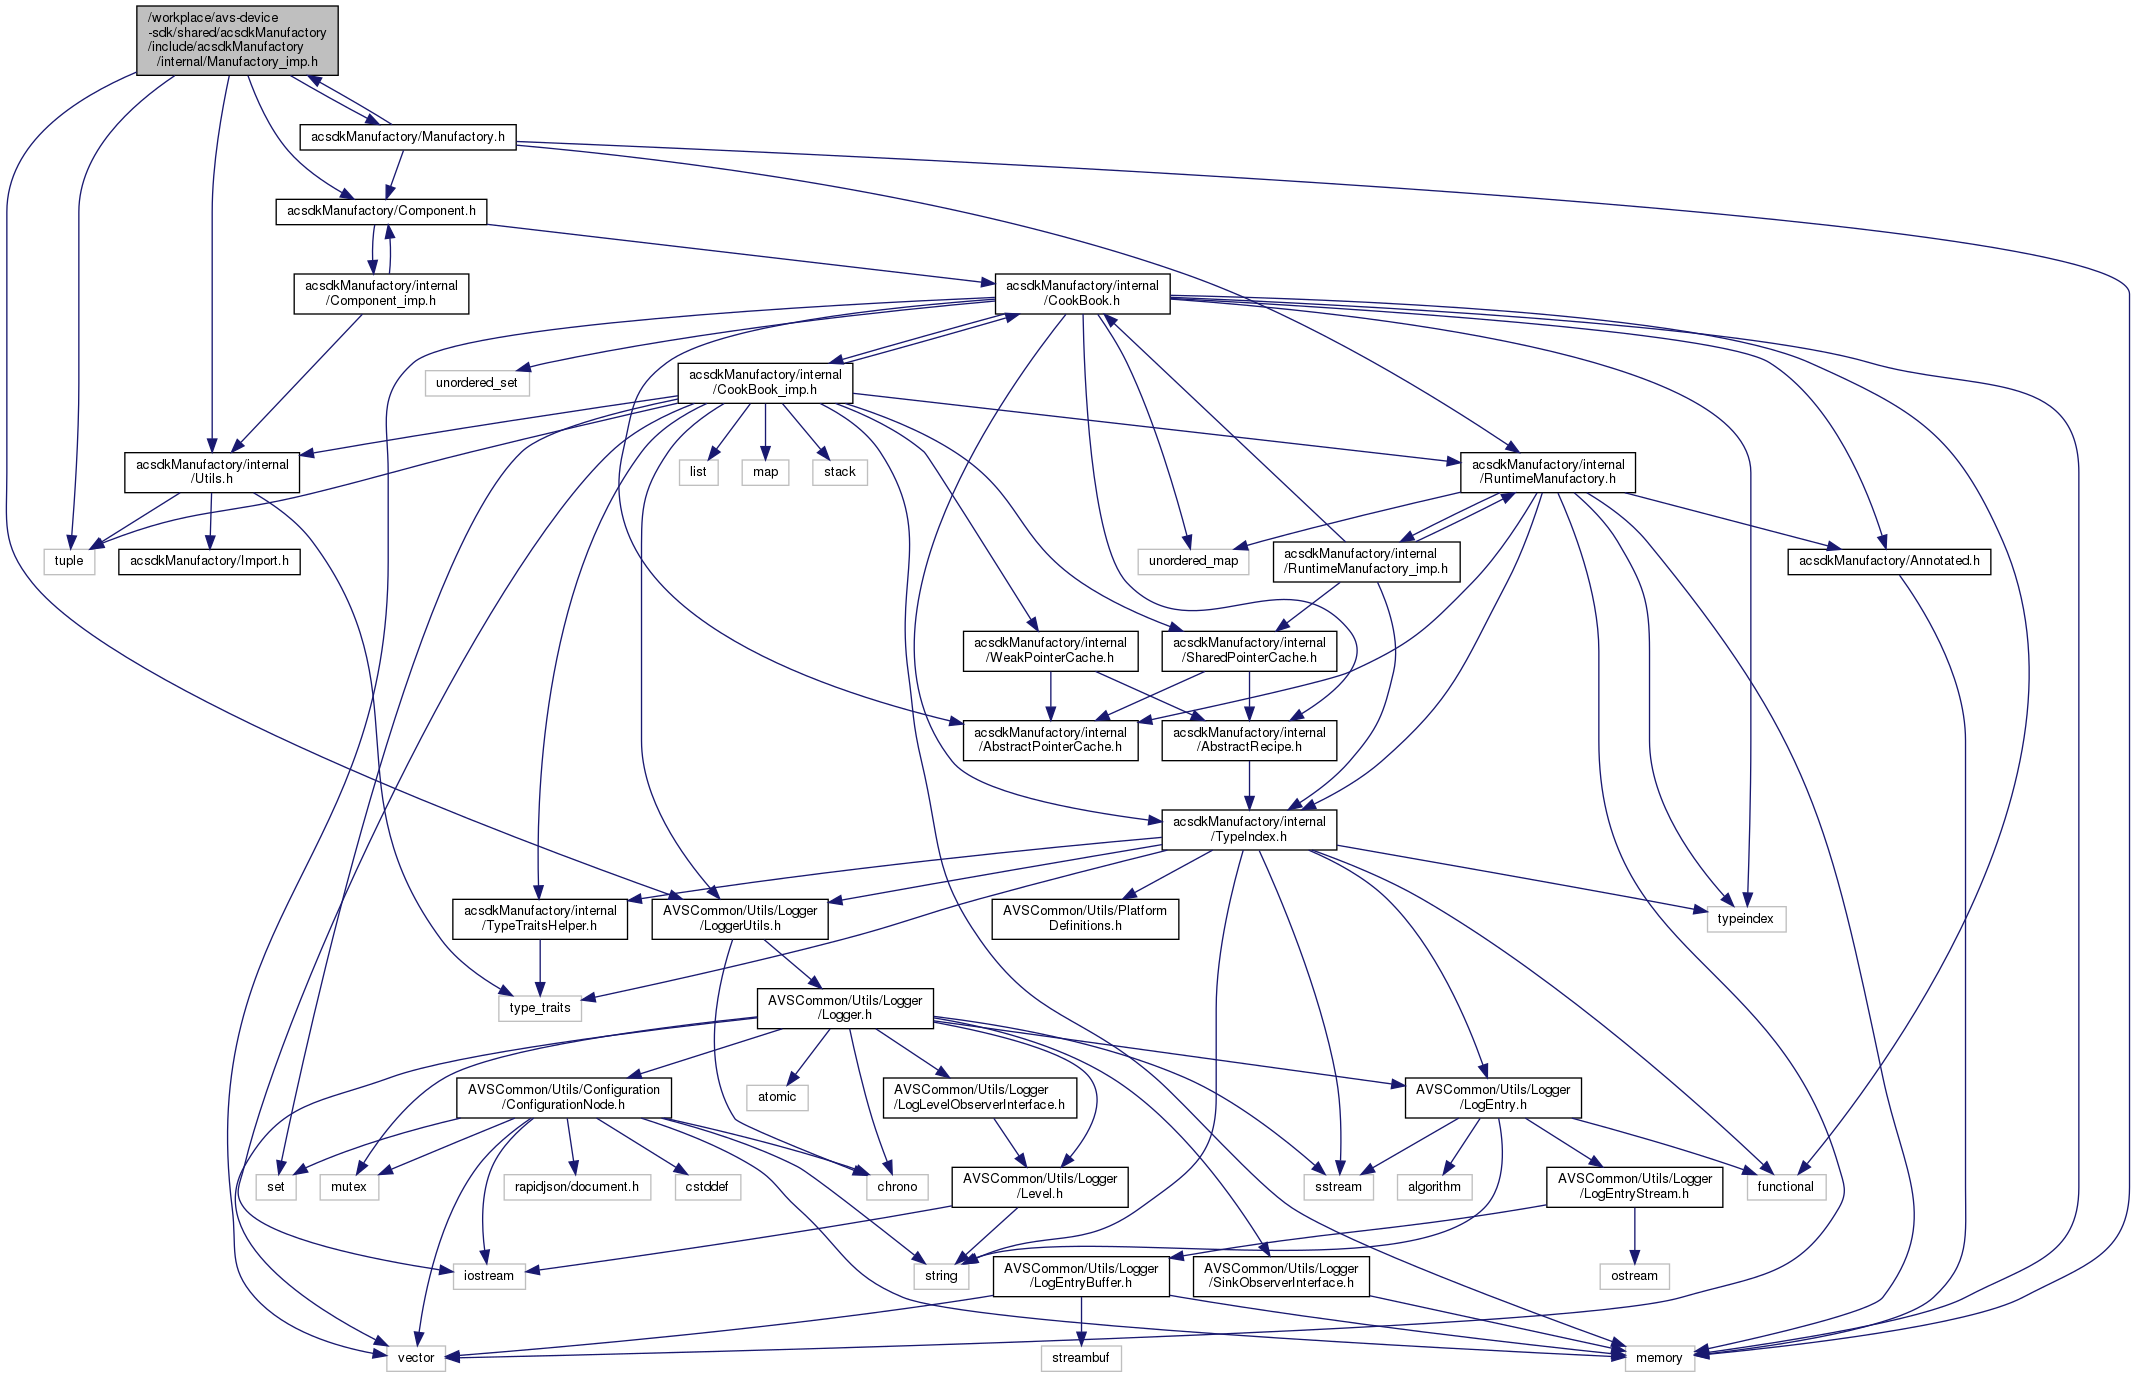 /workplace/avs-device
-sdk/shared/acsdkManufactory
/include/acsdkManufactory
/internal/Manufactory_imp.h
acsdkManufactory/Manufactory.h
acsdkManufactory/Component.h
acsdkManufactory/internal
/Component_imp.h
acsdkManufactory/internal
/CookBook.h
unordered_set
acsdkManufactory/internal
/CookBook_imp.h
acsdkManufactory/internal
/Utils.h
list
map
stack
acsdkManufactory/internal
/RuntimeManufactory.h
tuple
acsdkManufactory/Import.h
unordered_map
acsdkManufactory/internal
/RuntimeManufactory_imp.h
acsdkManufactory/Annotated.h
acsdkManufactory/internal
/WeakPointerCache.h
acsdkManufactory/internal
/SharedPointerCache.h
acsdkManufactory/internal
/AbstractPointerCache.h
acsdkManufactory/internal
/AbstractRecipe.h
acsdkManufactory/internal
/TypeIndex.h
acsdkManufactory/internal
/TypeTraitsHelper.h
AVSCommon/Utils/Logger
/LoggerUtils.h
AVSCommon/Utils/Platform
Definitions.h
typeindex
type_traits
AVSCommon/Utils/Logger
/Logger.h
AVSCommon/Utils/Configuration
/ConfigurationNode.h
atomic
AVSCommon/Utils/Logger
/LogLevelObserverInterface.h
AVSCommon/Utils/Logger
/LogEntry.h
set
mutex
rapidjson/document.h
cstddef
chrono
AVSCommon/Utils/Logger
/Level.h
sstream
algorithm
AVSCommon/Utils/Logger
/LogEntryStream.h
functional
iostream
string
AVSCommon/Utils/Logger
/LogEntryBuffer.h
AVSCommon/Utils/Logger
/SinkObserverInterface.h
ostream
vector
streambuf
memory